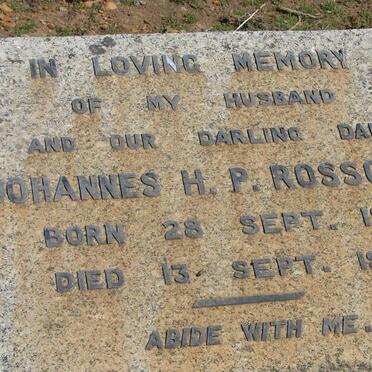 IN LOVING MEMORY
OF MY HUSBAND
AND OUR DARLING
JOHANNES H. P.
BORN 28 SEPT.
DIED 13. SEPT.
ABIDE WITH ME.